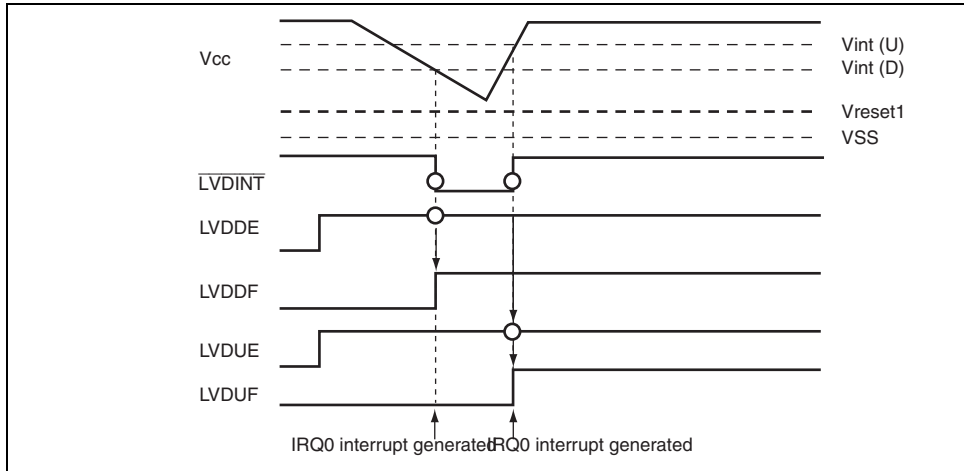 Vcc
Vint (U)
Vint (D)
Vreset1
VSS
LVDINT
LVDDE
LVDDF
LVDUE
LVDUF
IRQ0 interrupt generated
IRQ0 interrupt generated